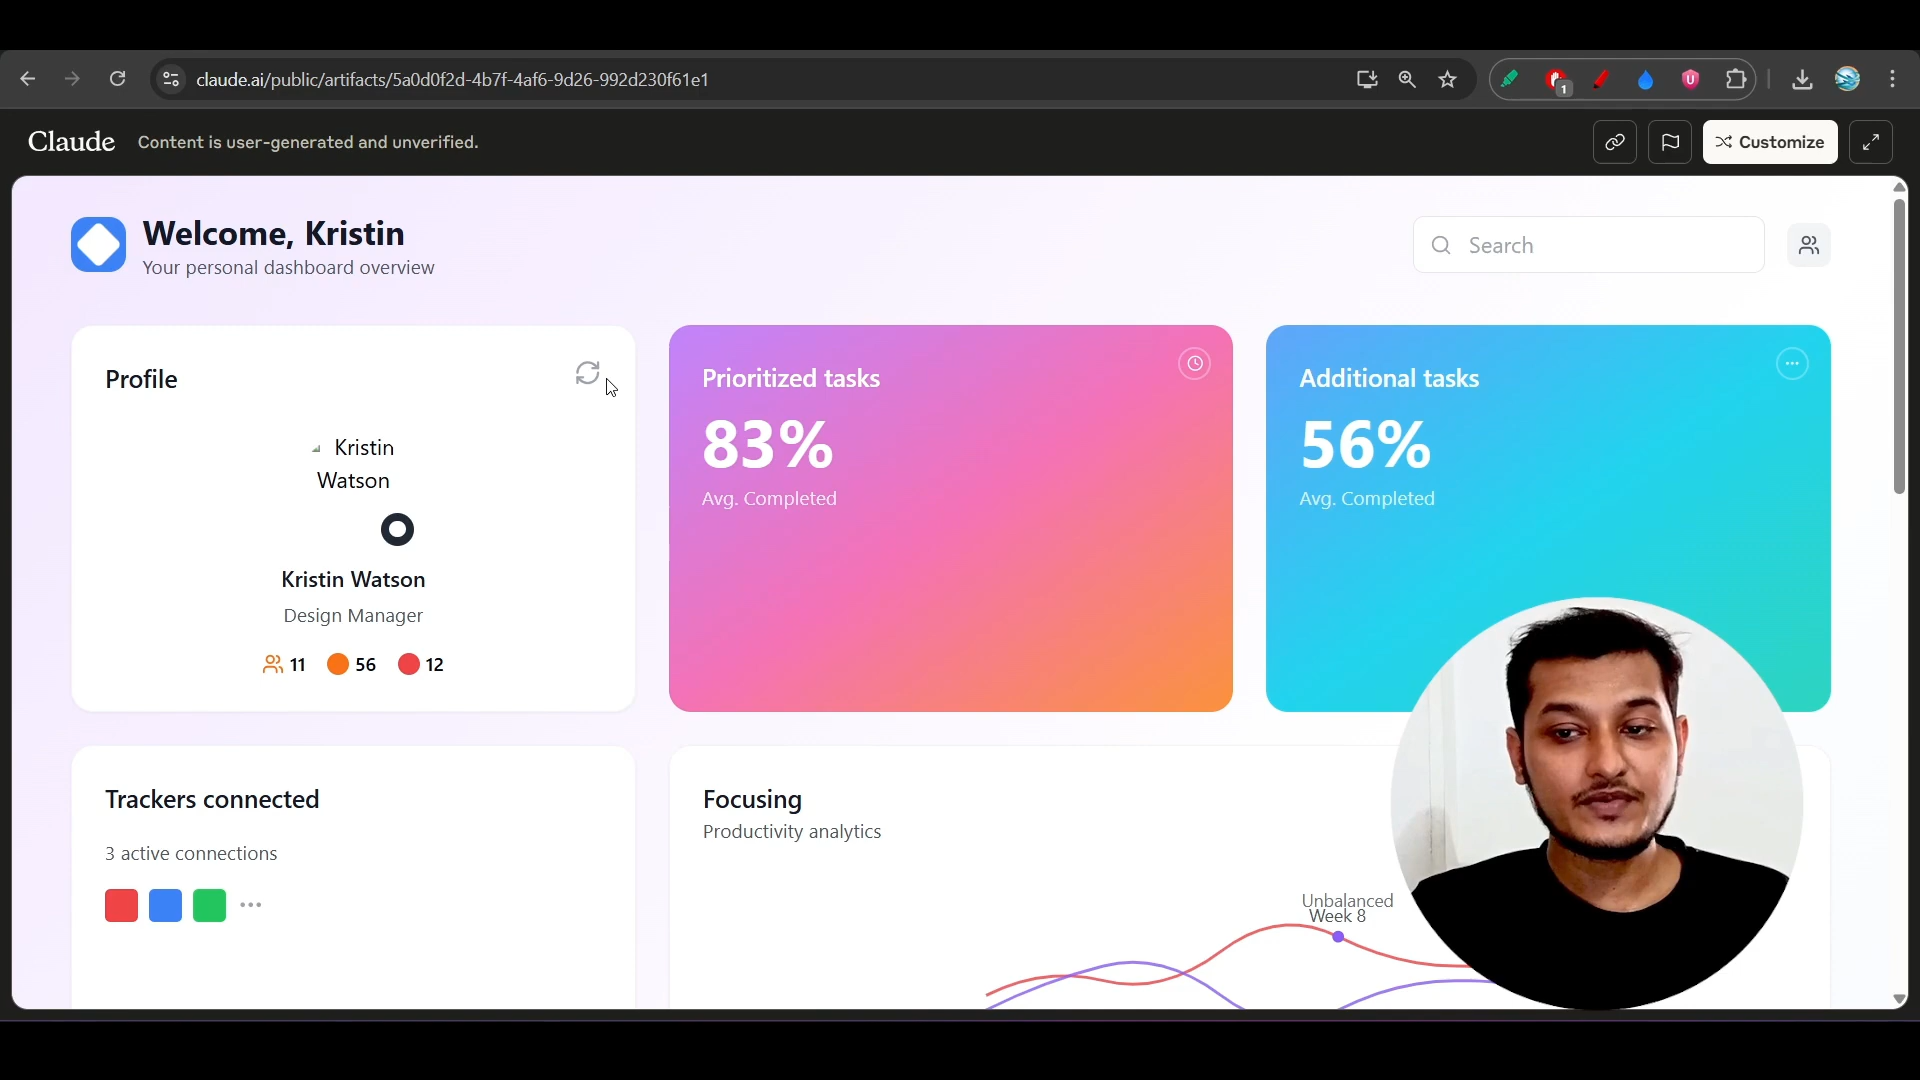 claude.ai/public/artifacts/5a0d0f2d-4b7f-4af6-9d26-992d230f61e1
1
Claude
Content is user-generated and unverified.
Customize
Welcome, Kristin
Your personal dashboard overview
Search
Profile
Kristin
Watson
Kristin Watson
Design Manager
11 56 12
Prioritized tasks
83%
Avg. Completed
Additional tasks
56%
Avg. Completed
Trackers connected
3 active connections
Focusing
Productivity analytics
Unbalanced
Week 8